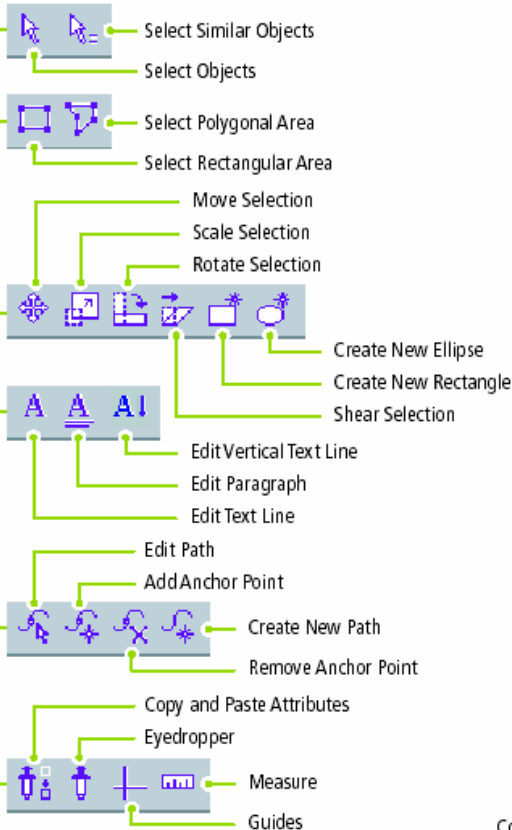 Select Similar Objects
Select Objects
Select Polygonal Area
Select Rectangular Area
Move Selection
Scale Selection
Rotate Selection
Create New Ellipse
Create New Rectangle
Shear Selection
A A A
Edit Vertical Text Line
Edit Paragraph
Edit Text Line
Edit Path
Add Anchor Point
Create New Path
Remove Anchor Point
Copy and Paste Attributes
Eyedropper
Measure
Guides